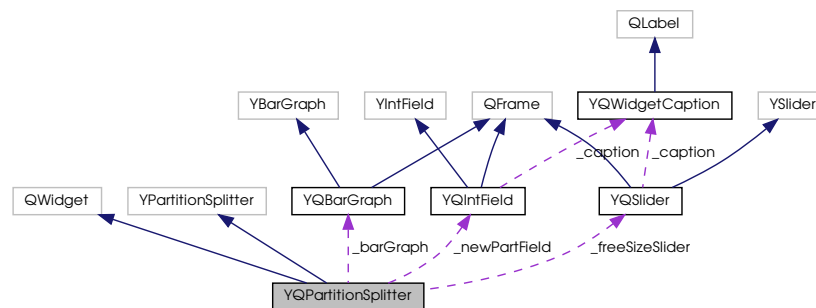 QLabel
YBarGraph
YIntField
QFrame
YQWidgetCaption
YSlider
_caption
_caption
QWidget
YPartitionSplitter
YQBarGraph
YQIntField
YQSlider
_barGraph
_newPartField
_freeSizeSlider
YQPartitionSplitter